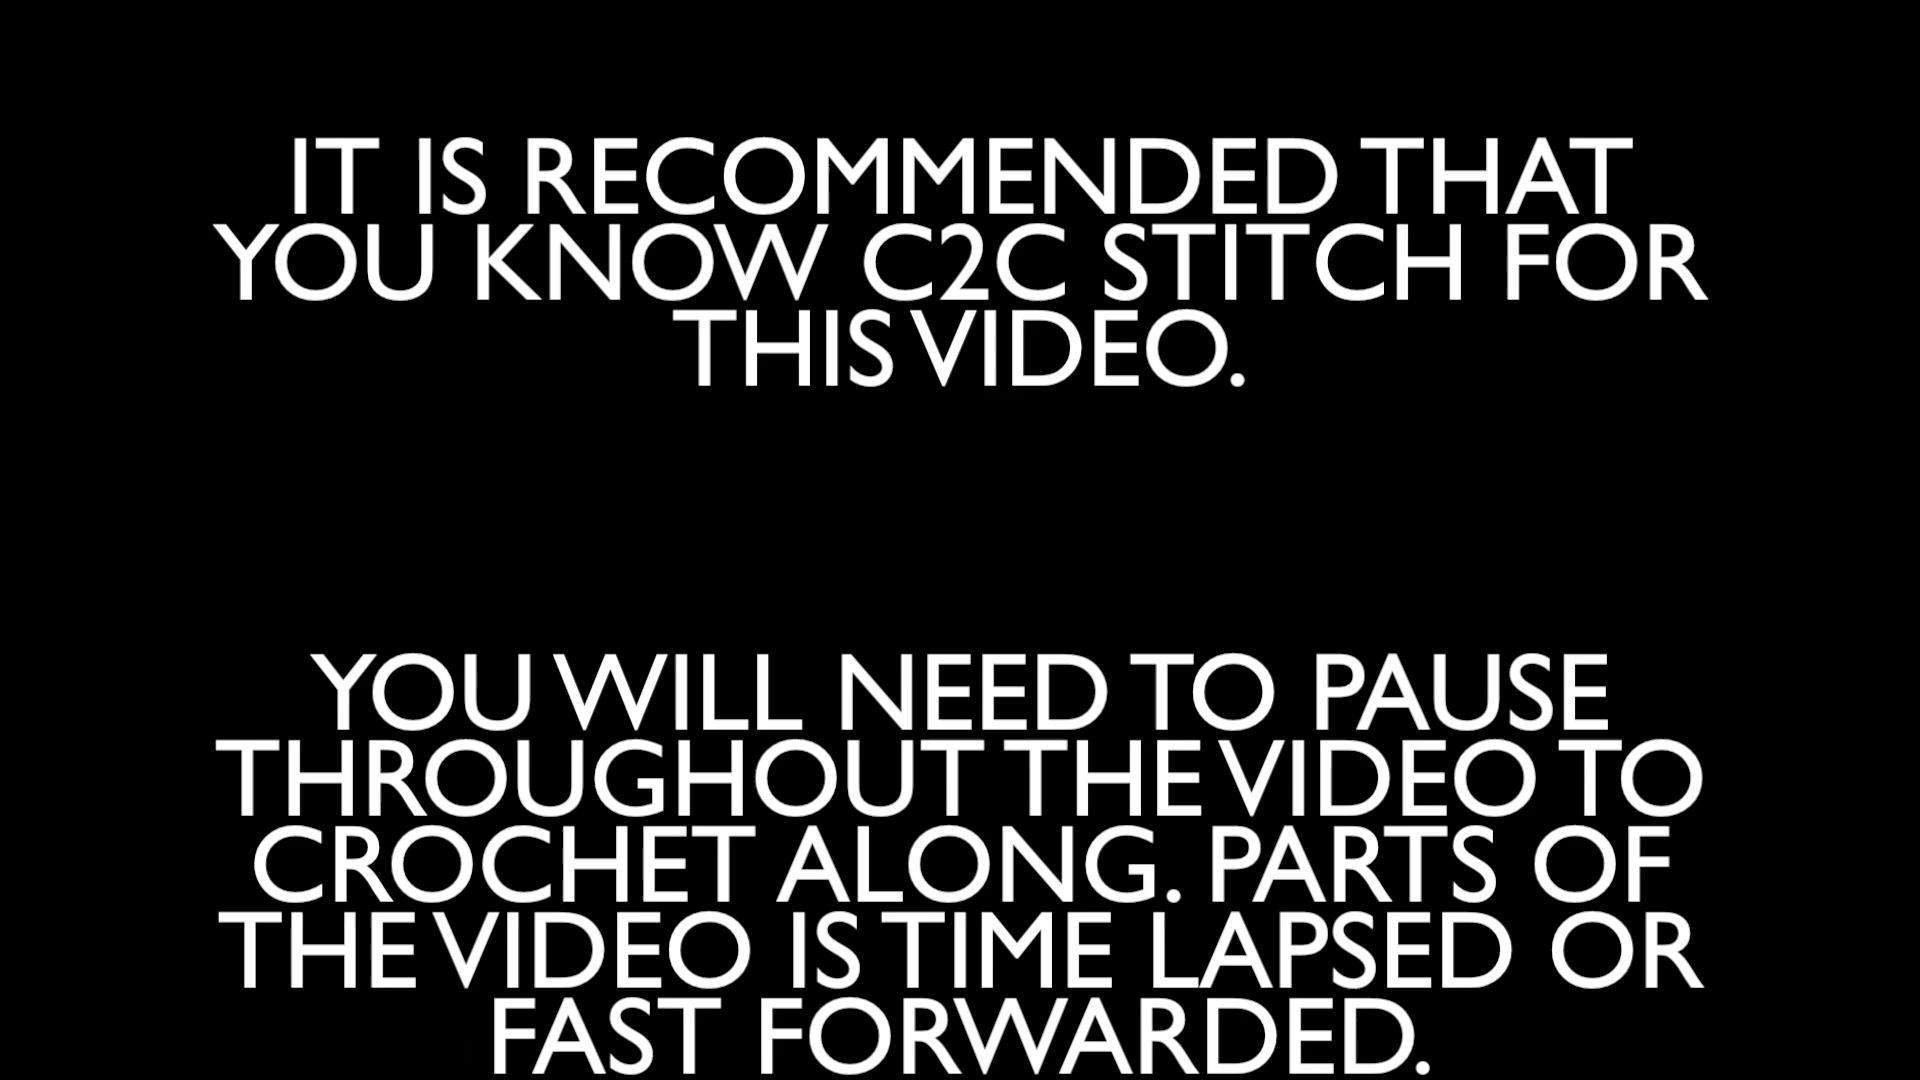 IT IS RECOMMENDED THAT
YOU KNOW C2C STITCH FOR
THIS VIDEO.
YOU WILL NEED TO PAUSE
THROUGHOUT THE VIDEO TO
CROCHET ALONG. PARTS OF
THE VIDEO IS TIME LAPSED OR
FAST FORWARDED.